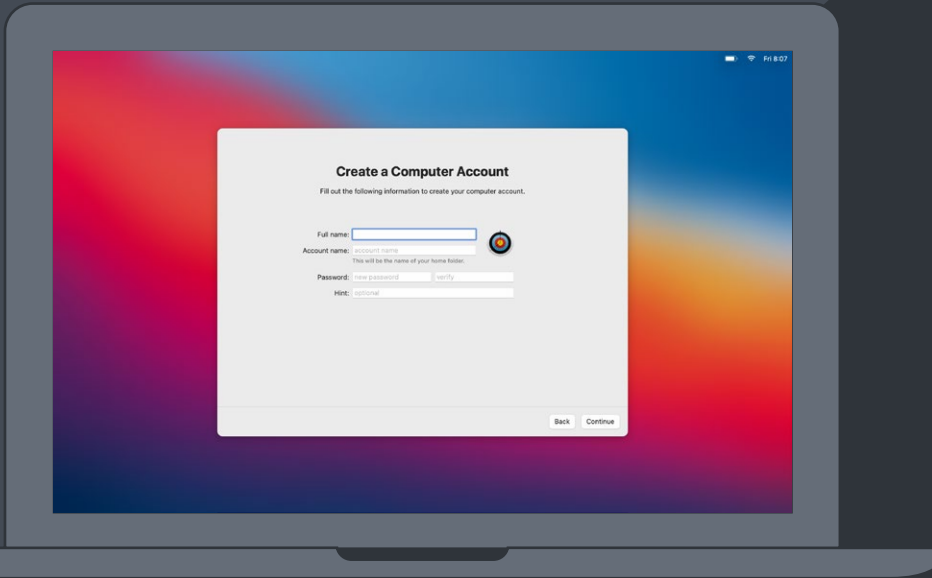 Fri 8:07
Create a Computer Account
Fill out the following information to create your computer account.
Full name:
Account name: account name
This will be the name of your home folder.
Password: new password verify
Hint: optional
Back Continue